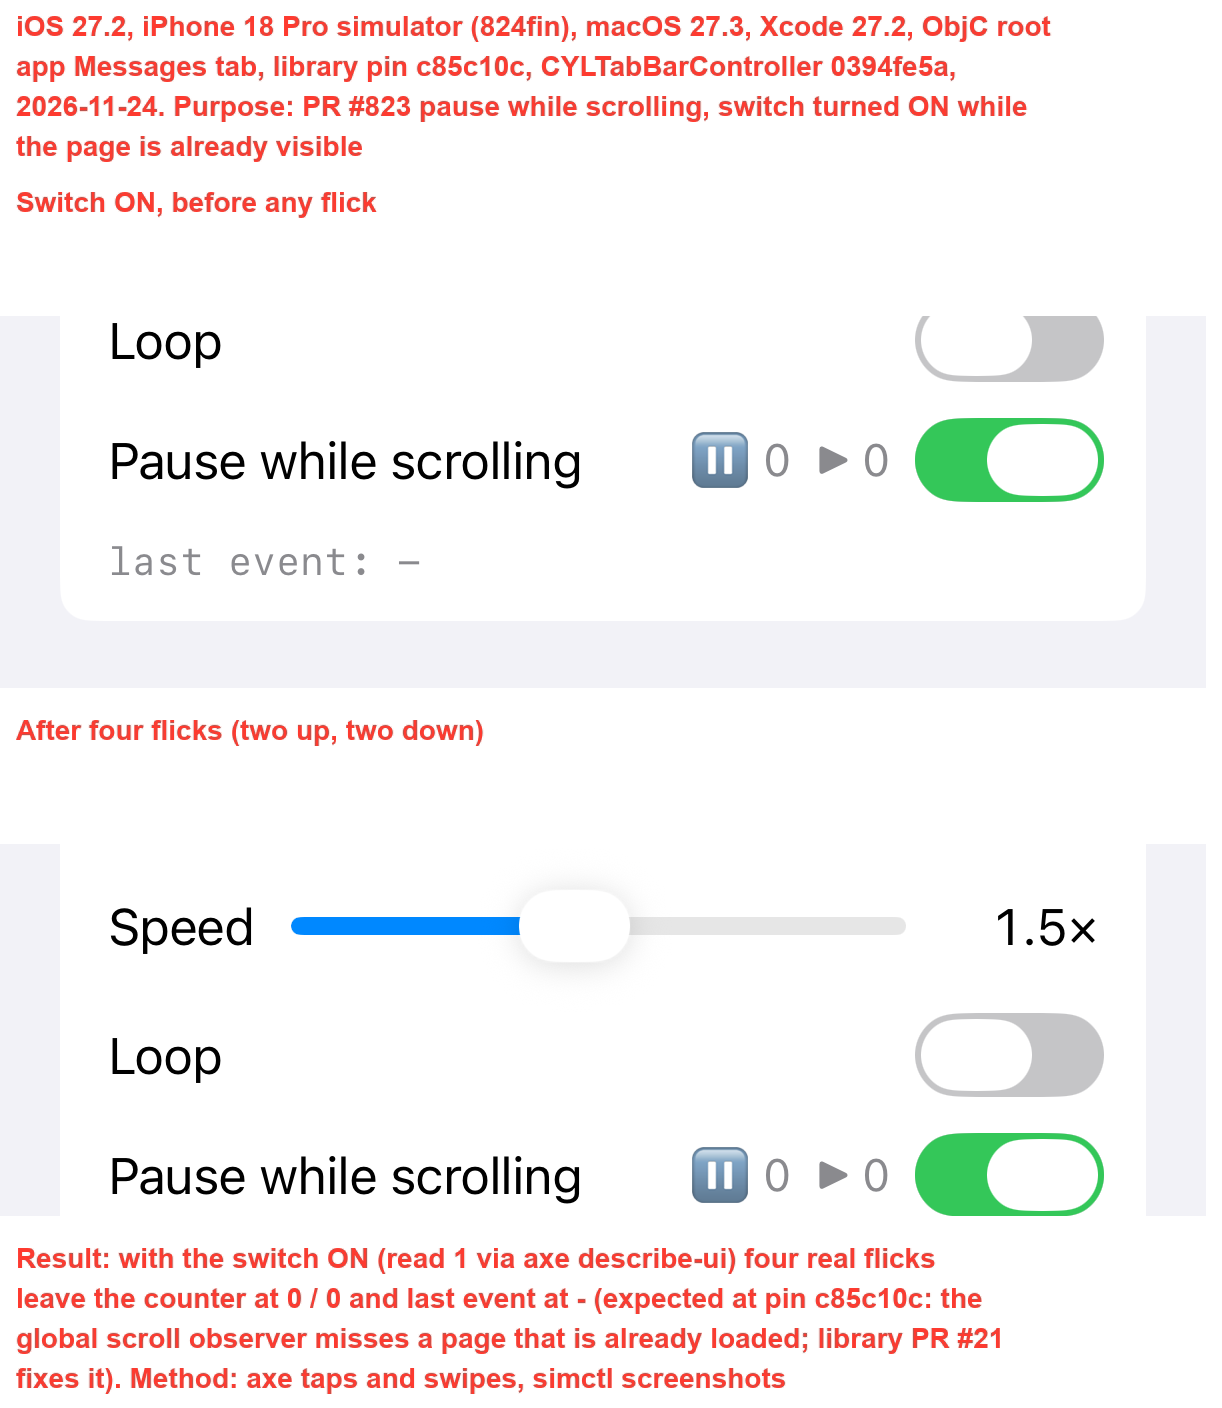 iOS 27.2, iPhone 18 Pro simulator (824fin), macOS 27.3, Xcode 27.2, ObjC root
app Messages tab, library pin c85c10c, CYLTabBarController 0394fe5a,
2026-11-24. Purpose: PR #823 pause while scrolling, switch turned ON while
the page is already visible
Switch ON, before any flick
Loop
Pause while scrolling ⏸ 0 ▶ 0
last event: –
After four flicks (two up, two down)
Speed 1.5×
Loop
Pause while scrolling ⏸ 0 ▶ 0
Result: with the switch ON (read 1 via axe describe-ui) four real flicks
leave the counter at 0 / 0 and last event at - (expected at pin c85c10c: the
global scroll observer misses a page that is already loaded; library PR #21
fixes it). Method: axe taps and swipes, simctl screenshots